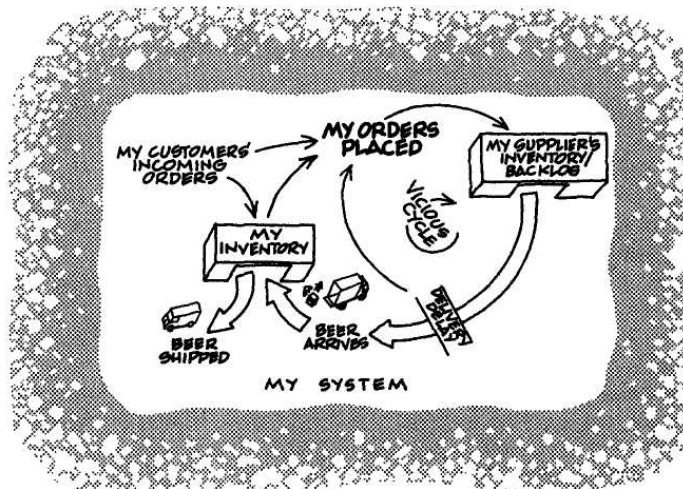 MY CUSTOMERS'
INCOMING
ORDERS
MY ORDERS
PLACED
MY SUPPLIER'S
INVENTORY/
BACKLOG
VICIOUS
CYCLE
MY
INVENTORY
DELIVERY
DELAY
BEER
SHIPPED
BEER
ARRIVES
MY SYSTEM